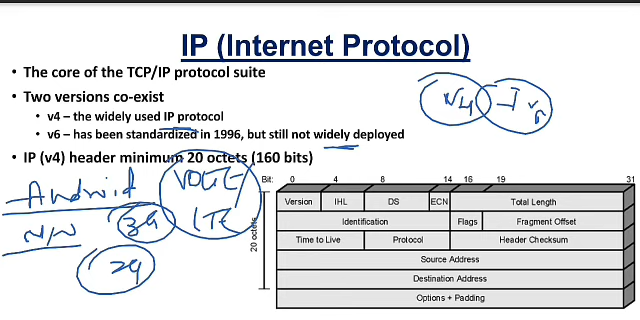 IP (Internet Protocol)
• The core of the TCP/IP protocol suite
• Two versions co-exist
• v4 – the widely used IP protocol
• v6 – has been standardized in 1996, but still not widely deployed
• IP (v4) header minimum 20 octets (160 bits)
V4 I V6
Android
N/W
3G
2G
VOLTE/
LTE
Bit: 0 4 8 14 16 19 31
20 octets
Version IHL DS ECN Total Length
Identification Flags Fragment Offset
Time to Live Protocol Header Checksum
Source Address
Destination Address
Options + Padding